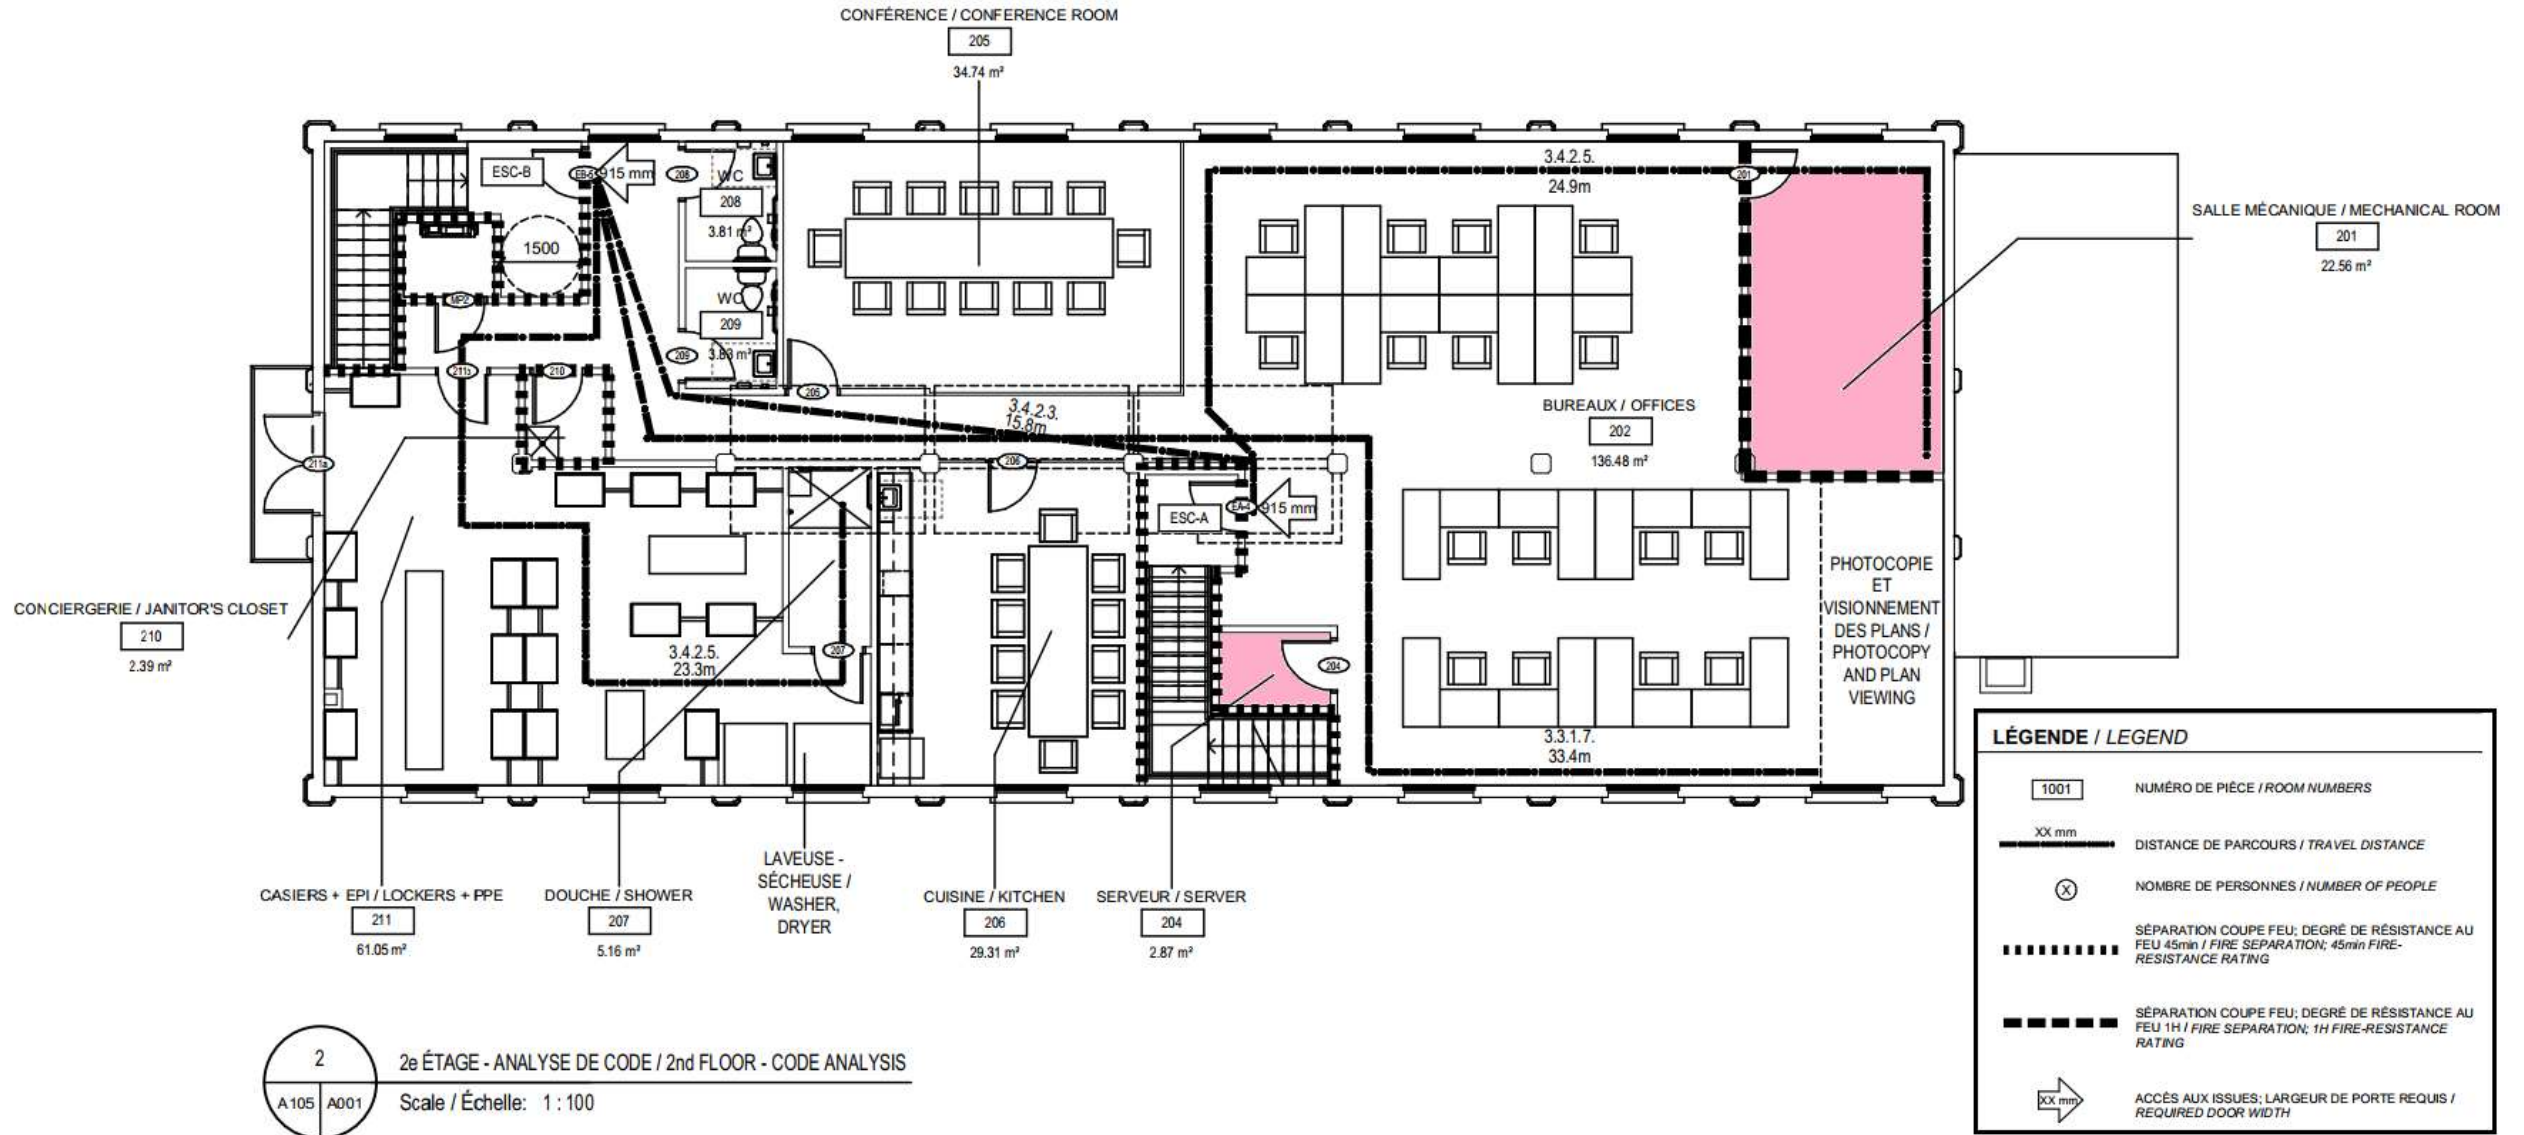 CONFÉRENCE / CONFERENCE ROOM
205
34.74 m²
ESC-B
EB-5
915 mm
208
WC
208
3.81 m²
1500
WC
209
209
3.83 m²
MP2
211b
210
205
3.4.2.3.
15.8m
3.4.2.5.
24.9m
201
SALLE MÉCANIQUE / MECHANICAL ROOM
201
22.56 m²
BUREAUX / OFFICES
202
136.48 m²
211a
206
EA-4
915 mm
ESC-A
CONCIERGERIE / JANITOR'S CLOSET
210
2.39 m²
3.4.2.5.
23.3m
207
204
PHOTOCOPIE
ET
VISIONNEMENT
DES PLANS /
PHOTOCOPY
AND PLAN
VIEWING
3.3.1.7.
33.4m
CASIERS + EPI / LOCKERS + PPE
211
61.05 m²
DOUCHE / SHOWER
207
5.16 m²
LAVEUSE -
SÉCHEUSE /
WASHER,
DRYER
CUISINE / KITCHEN
206
29.31 m²
SERVEUR / SERVER
204
2.87 m²
LÉGENDE / LEGEND
1001
NUMÉRO DE PIÈCE / ROOM NUMBERS
XX mm
DISTANCE DE PARCOURS / TRAVEL DISTANCE
X
NOMBRE DE PERSONNES / NUMBER OF PEOPLE
SÉPARATION COUPE FEU; DEGRÉ DE RÉSISTANCE AU
FEU 45min / FIRE SEPARATION; 45min FIRE-
RESISTANCE RATING
SÉPARATION COUPE FEU; DEGRÉ DE RÉSISTANCE AU
FEU 1H / FIRE SEPARATION; 1H FIRE-RESISTANCE
RATING
XX mm
ACCÈS AUX ISSUES; LARGEUR DE PORTE REQUIS /
REQUIRED DOOR WIDTH
2
A105 A001
2e ÉTAGE - ANALYSE DE CODE / 2nd FLOOR - CODE ANALYSIS
Scale / Échelle: 1 : 100